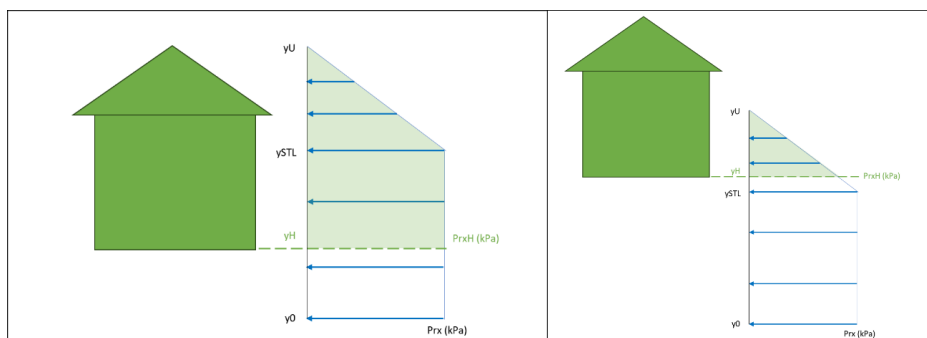 yU
ySTL
yH
PrxH (kPa)
y0
Prx (kPa)
yU
yH
PrxH (kPa)
ySTL
y0
Prx (kPa)